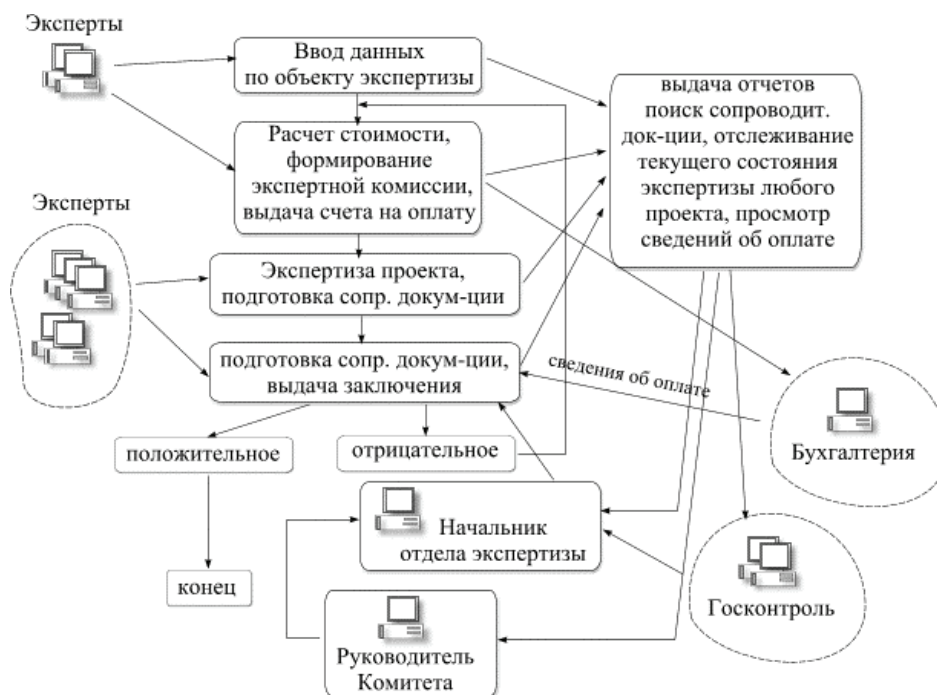 Эксперты
Ввод данных
по объекту экспертизы
выдача отчетов
поиск сопроводит.
док-ции, отслеживание
текущего состояния
экспертизы любого
проекта, просмотр
сведений об оплате
Расчет стоимости,
формирование
экспертной комиссии,
выдача счета на оплату
Эксперты
Экспертиза проекта,
подготовка сопр. докум-ции
подготовка сопр. докум-ции,
выдача заключения
сведения об оплате
Бухгалтерия
положительное
отрицательное
Начальник
отдела экспертизы
конец
Госконтроль
Руководитель
Комитета